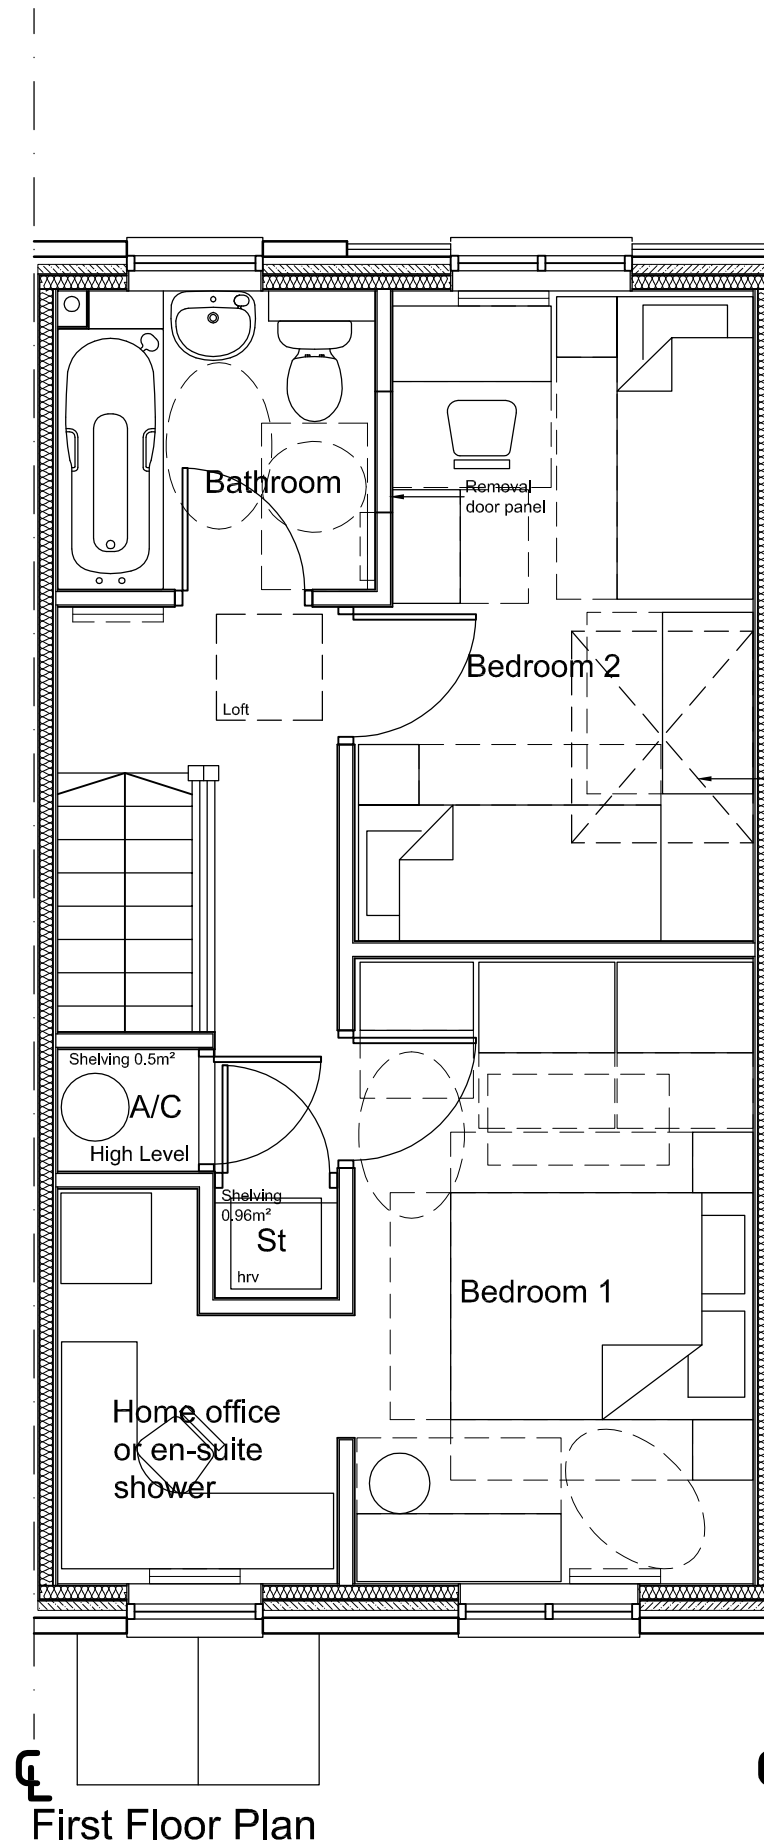 Bathroom
Removal
door panel
Bedroom 2
Loft
Shelving 0.5m²
A/C
High Level
Shelving
0.96m²
St
hrv
Bedroom 1
Home office
or en-suite
shower
First Floor Plan